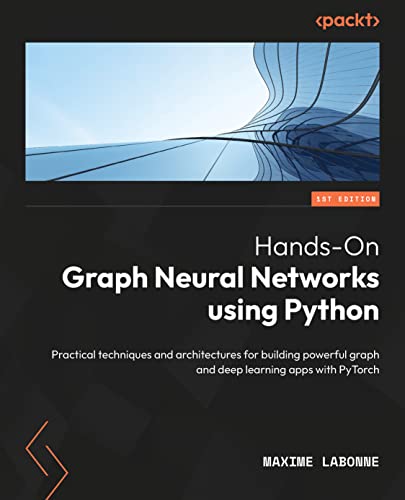 <packt>
1ST EDITION
Hands-On
Graph Neural Networks
using Python
Practical techniques and architectures for building powerful graph
and deep learning apps with PyTorch
MAXIME LABONNE